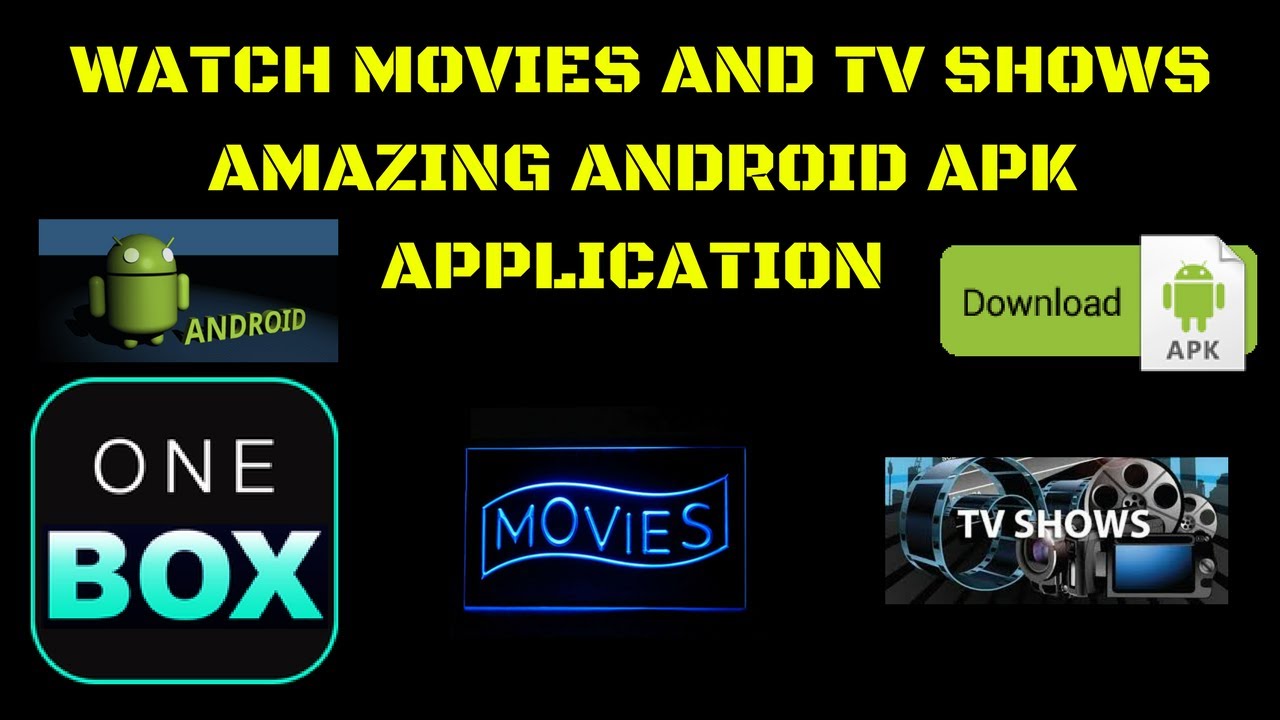 WATCH MOVIES AND TV SHOWS
AMAZING ANDROID APK
APPLICATION
ANDROID
Download
APK
ONE
BOX
MOVIES
TV SHOWS